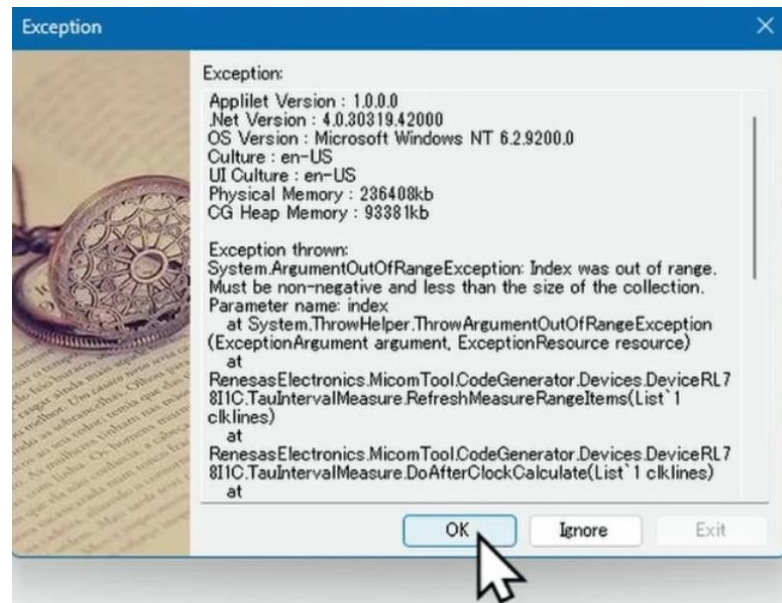 Exception
Exception:
Applilet Version : 1.0.0.0
.Net Version : 4.0.30319.42000
OS Version : Microsoft Windows NT 6.2.9200.0
Culture : en-US
UI Culture : en-US
Physical Memory : 236408kb
CG Heap Memory : 93381kb
Exception thrown:
System.ArgumentOutOfRangeException: Index was out of range.
Must be non-negative and less than the size of the collection.
Parameter name: index
at System.ThrowHelper.ThrowArgumentOutOfRangeException
(ExceptionArgument argument, ExceptionResource resource)
at
RenesasElectronics.MicomTool.CodeGenerator.Devices.DeviceRL7
8I1C.TauIntervalMeasure.RefreshMeasureRangeItems(List`1
clklines)
at
RenesasElectronics.MicomTool.CodeGenerator.Devices.DeviceRL7
8I1C.TauIntervalMeasure.DoAfterClockCalculate(List`1 clklines)
at
OK
Ignore
Exit